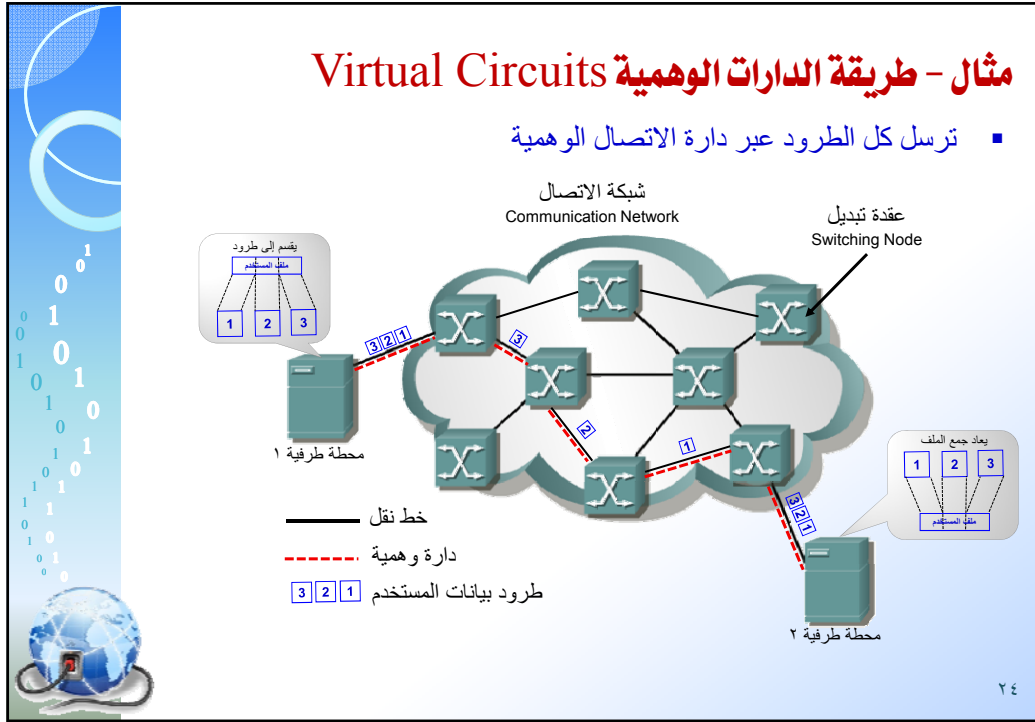 مثال - طريقة الدارات الوهمية Virtual Circuits
▪ ترسل كل الطرود عبر دارة الاتصال الوهمية
شبكة الاتصال
Communication Network
عقدة تبديل
Switching Node
يقسم إلى طرود
ملف المستخدم
1 2 3
3 2 1
3
2
1
3 2 1
محطة طرفية ١
يعاد جمع الملف
1 2 3
ملف المستخدم
محطة طرفية ٢
خط نقل
دارة وهمية
طرود بيانات المستخدم 3 2 1
٢٤